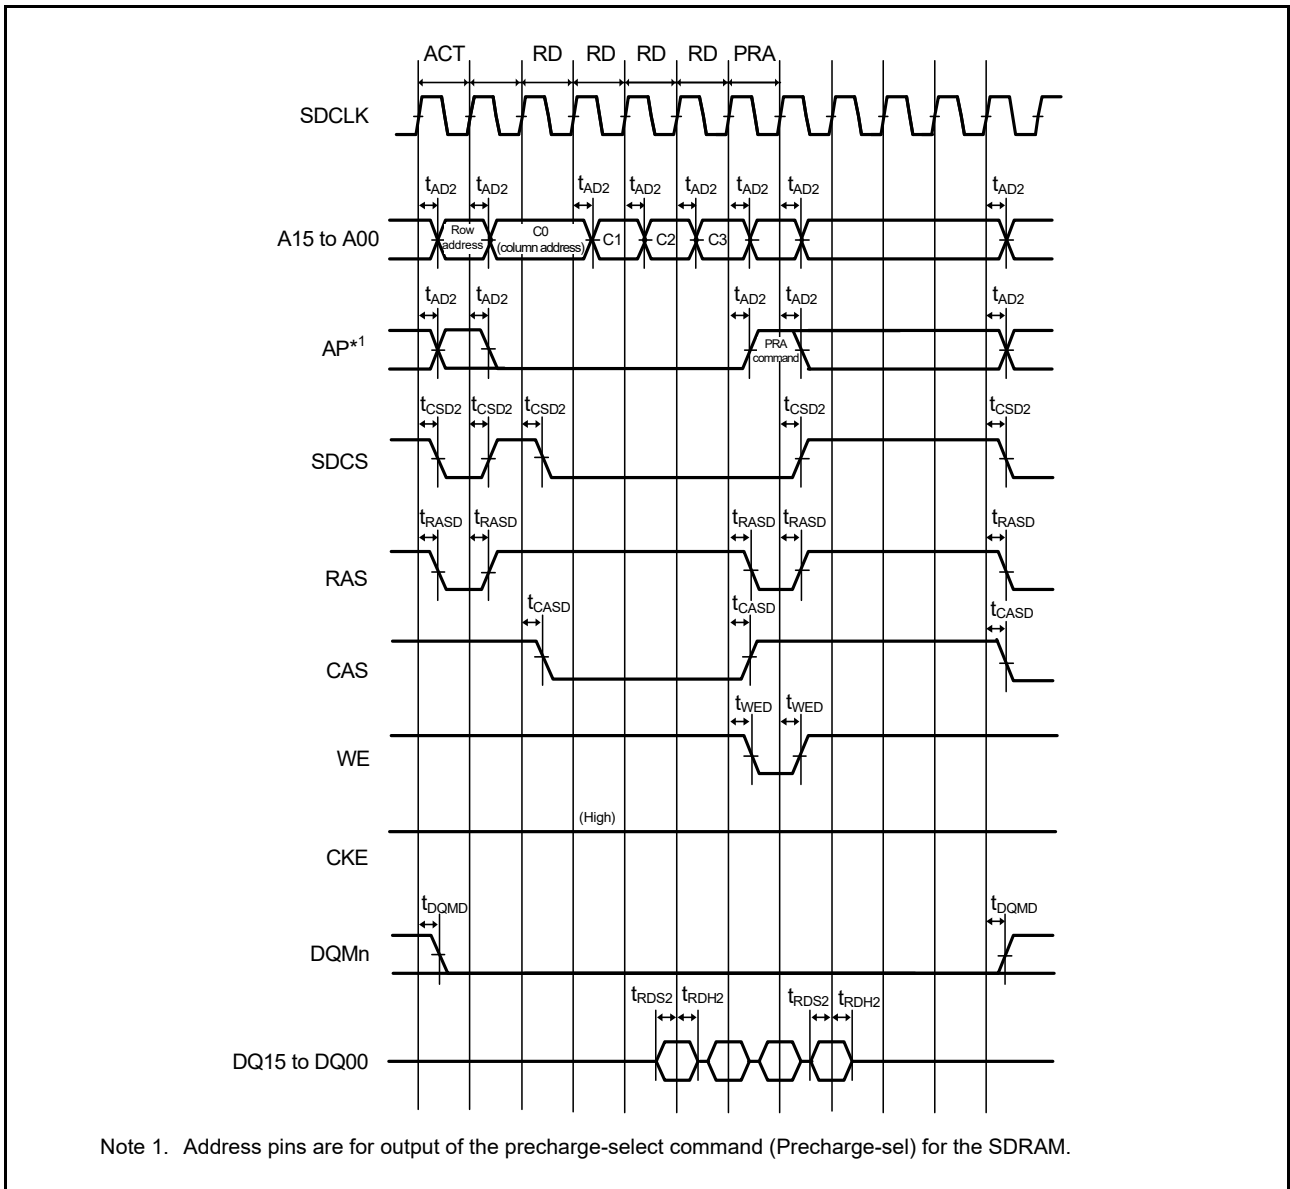 ACT RD RD RD RD PRA
SDCLK
tAD2 tAD2 tAD2 tAD2 tAD2 tAD2 tAD2 tAD2
A15 to A00
Row address
C0 (column address)
C1 C2 C3
tAD2 tAD2 tAD2 tAD2 tAD2
AP*1
PRA command
tCSD2 tCSD2 tCSD2 tCSD2 tCSD2
SDCS
tRASD tRASD tRASD tRASD tRASD
RAS
tCASD tCASD tCASD
CAS
tWED tWED
WE
(High)
CKE
tDQMD tDQMD
DQMn
tRDS2 tRDH2 tRDS2 tRDH2
DQ15 to DQ00
Note 1. Address pins are for output of the precharge-select command (Precharge-sel) for the SDRAM.